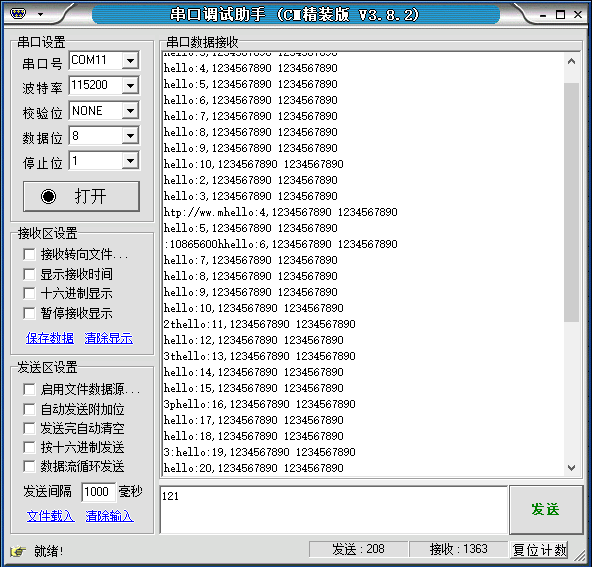 串口调试助手 (CM精装版 V3.8.2)
串口设置
串口号 COM11
波特率 115200
校验位 NONE
数据位 8
停止位 1
打开
接收区设置
接收转向文件...
显示接收时间
十六进制显示
暂停接收显示
保存数据 清除显示
发送区设置
启用文件数据源...
自动发送附加位
发送完自动清空
按十六进制发送
数据流循环发送
发送间隔 1000 毫秒
文件载入 清除输入
就绪!
串口数据接收
hello:3,1234567890 1234567890
hello:4,1234567890 1234567890
hello:5,1234567890 1234567890
hello:6,1234567890 1234567890
hello:7,1234567890 1234567890
hello:8,1234567890 1234567890
hello:9,1234567890 1234567890
hello:10,1234567890 1234567890
hello:2,1234567890 1234567890
hello:3,1234567890 1234567890
htp://ww.mhello:4,1234567890 1234567890
hello:5,1234567890 1234567890
:10865600hhello:6,1234567890 1234567890
hello:7,1234567890 1234567890
hello:8,1234567890 1234567890
hello:9,1234567890 1234567890
hello:10,1234567890 1234567890
2thello:11,1234567890 1234567890
hello:12,1234567890 1234567890
3thello:13,1234567890 1234567890
hello:14,1234567890 1234567890
hello:15,1234567890 1234567890
3phello:16,1234567890 1234567890
hello:17,1234567890 1234567890
hello:18,1234567890 1234567890
3:hello:19,1234567890 1234567890
hello:20,1234567890 1234567890
121
发送
发送:208 接收:1363 复位计数